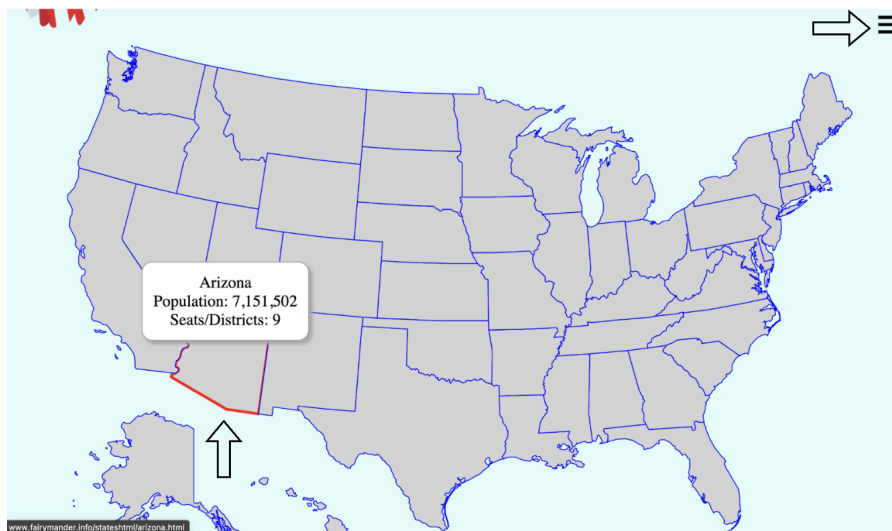 Arizona
Population: 7,151,502
Seats/Districts: 9
www.fairymander.info/stateshtml/arizona.html